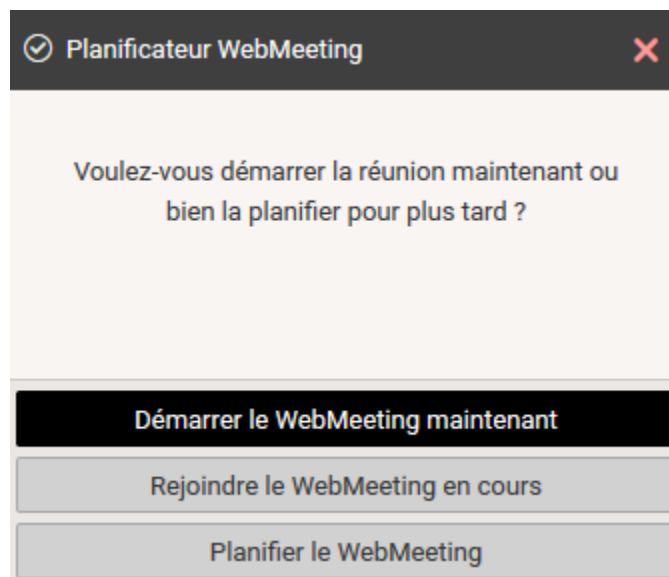 Planificateur WebMeeting
Voulez-vous démarrer la réunion maintenant ou
bien la planifier pour plus tard ?
Démarrer le WebMeeting maintenant
Rejoindre le WebMeeting en cours
Planifier le WebMeeting